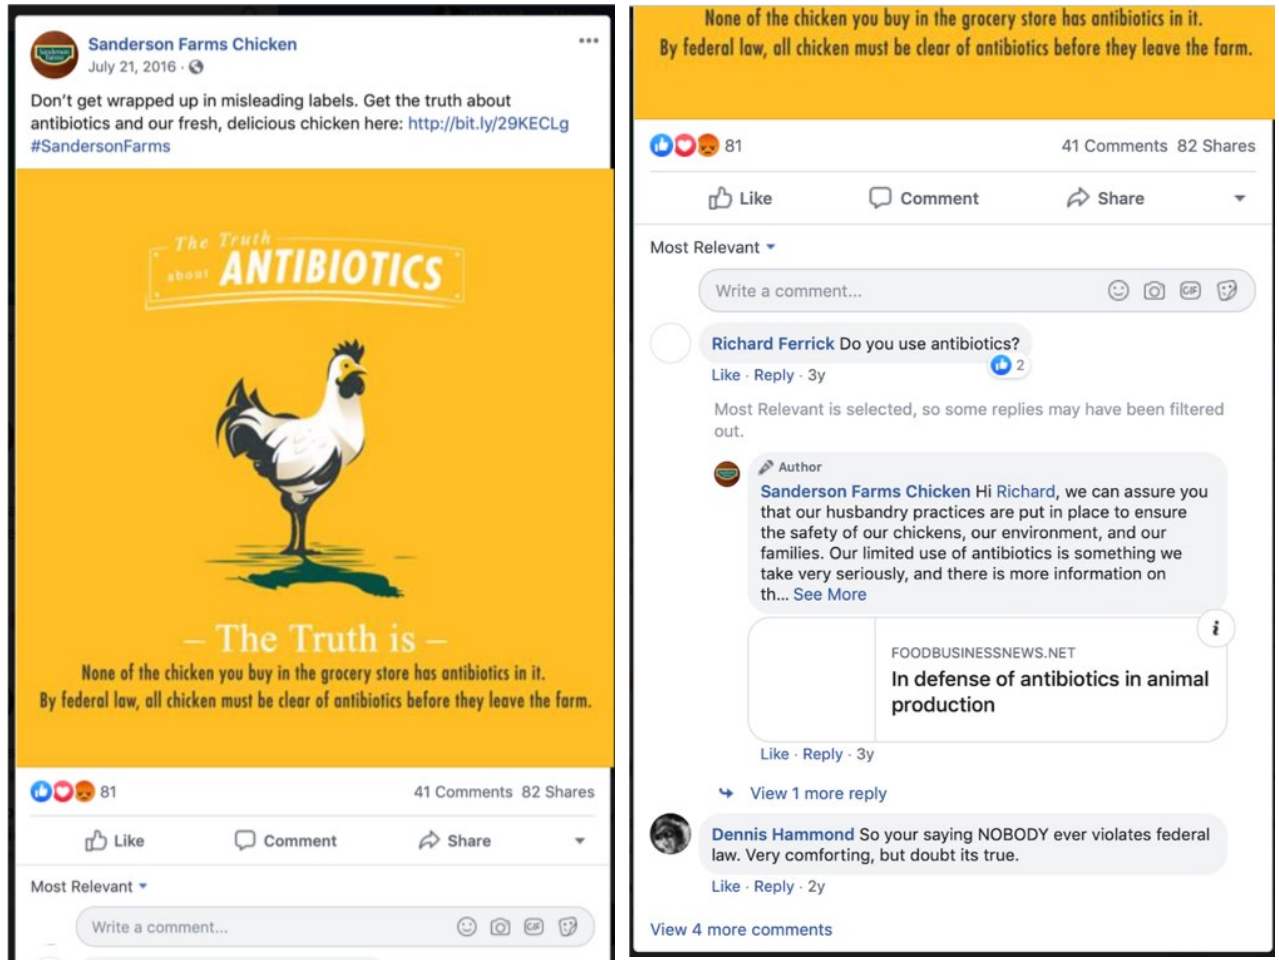 Sanderson Farms Chicken
July 21, 2016 ·
Don't get wrapped up in misleading labels. Get the truth about
antibiotics and our fresh, delicious chicken here: http://bit.ly/29KECLg
#SandersonFarms
The Truth
about ANTIBIOTICS
– The Truth is –
None of the chicken you buy in the grocery store has antibiotics in it.
By federal law, all chicken must be clear of antibiotics before they leave the farm.
81
41 Comments 82 Shares
Like Comment Share
Most Relevant
Write a comment...
GIF
None of the chicken you buy in the grocery store has antibiotics in it.
By federal law, all chicken must be clear of antibiotics before they leave the farm.
81
41 Comments 82 Shares
Like Comment Share
Most Relevant
Write a comment...
GIF
Richard Ferrick Do you use antibiotics?
2
Like · Reply · 3y
Most Relevant is selected, so some replies may have been filtered
out.
Author
Sanderson Farms Chicken Hi Richard, we can assure you
that our husbandry practices are put in place to ensure
the safety of our chickens, our environment, and our
families. Our limited use of antibiotics is something we
take very seriously, and there is more information on
th... See More
i
FOODBUSINESSNEWS.NET
In defense of antibiotics in animal
production
Like · Reply · 3y
View 1 more reply
Dennis Hammond So your saying NOBODY ever violates federal
law. Very comforting, but doubt its true.
Like · Reply · 2y
View 4 more comments